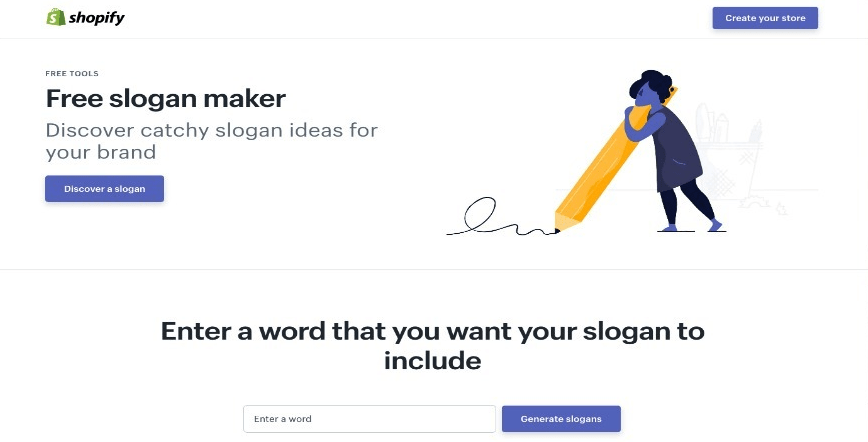 shopify
Create your store
FREE TOOLS
Free slogan maker
Discover catchy slogan ideas for
your brand
Discover a slogan
Enter a word that you want your slogan to
include
Enter a word
Generate slogans